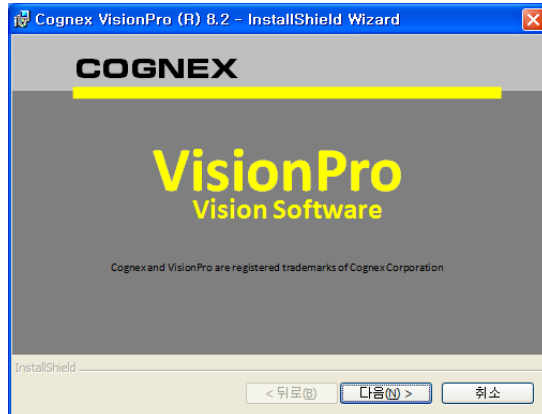 Cognex VisionPro (R) 8.2 - InstallShield Wizard
COGNEX
VisionPro
Vision Software
Cognex and VisionPro are registered trademarks of Cognex Corporation
InstallShield
< 뒤로(B) 다음(N) > 취소